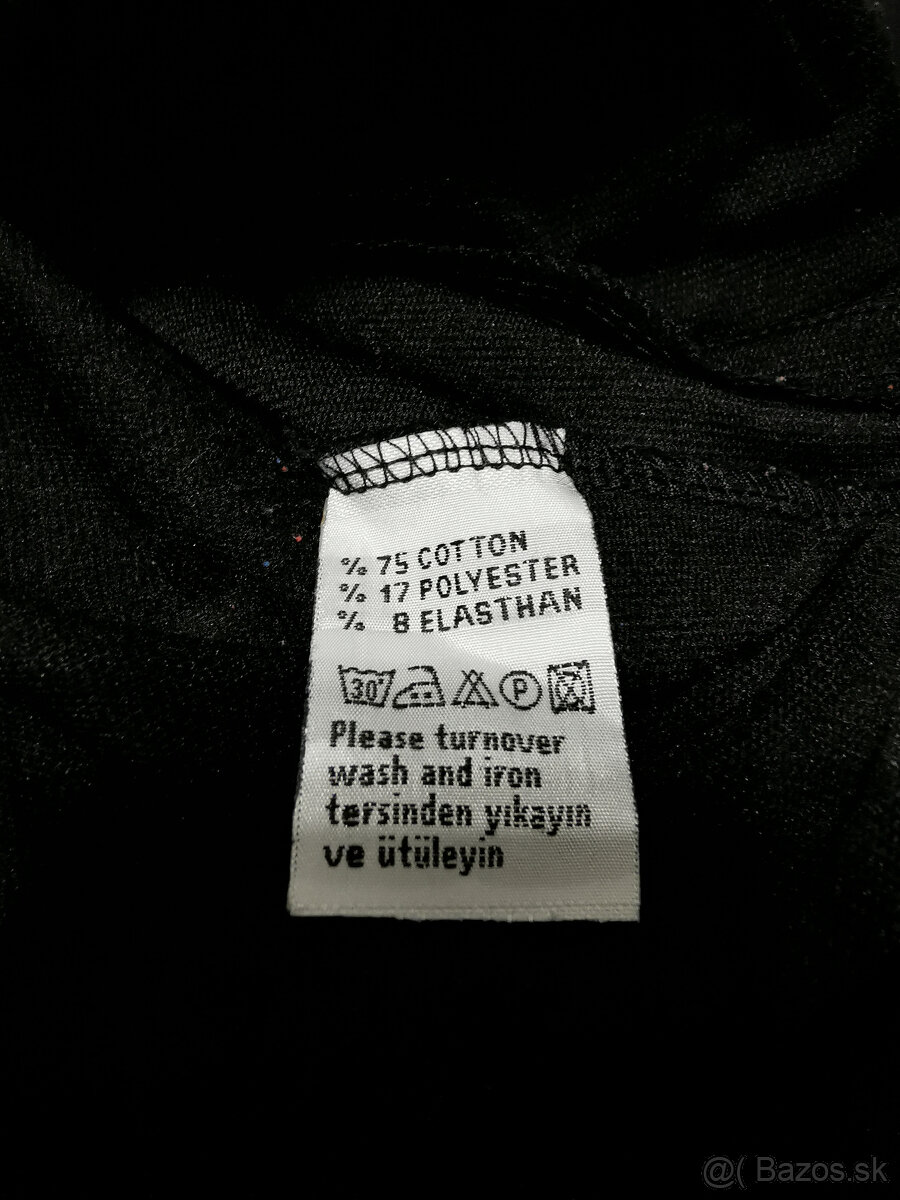 % 75 COTTON
% 17 POLYESTER
% 8 ELASTHAN
30° P
Please turnover
wash and iron
tersinden yıkayın
ve ütüleyin
@( Bazos.sk